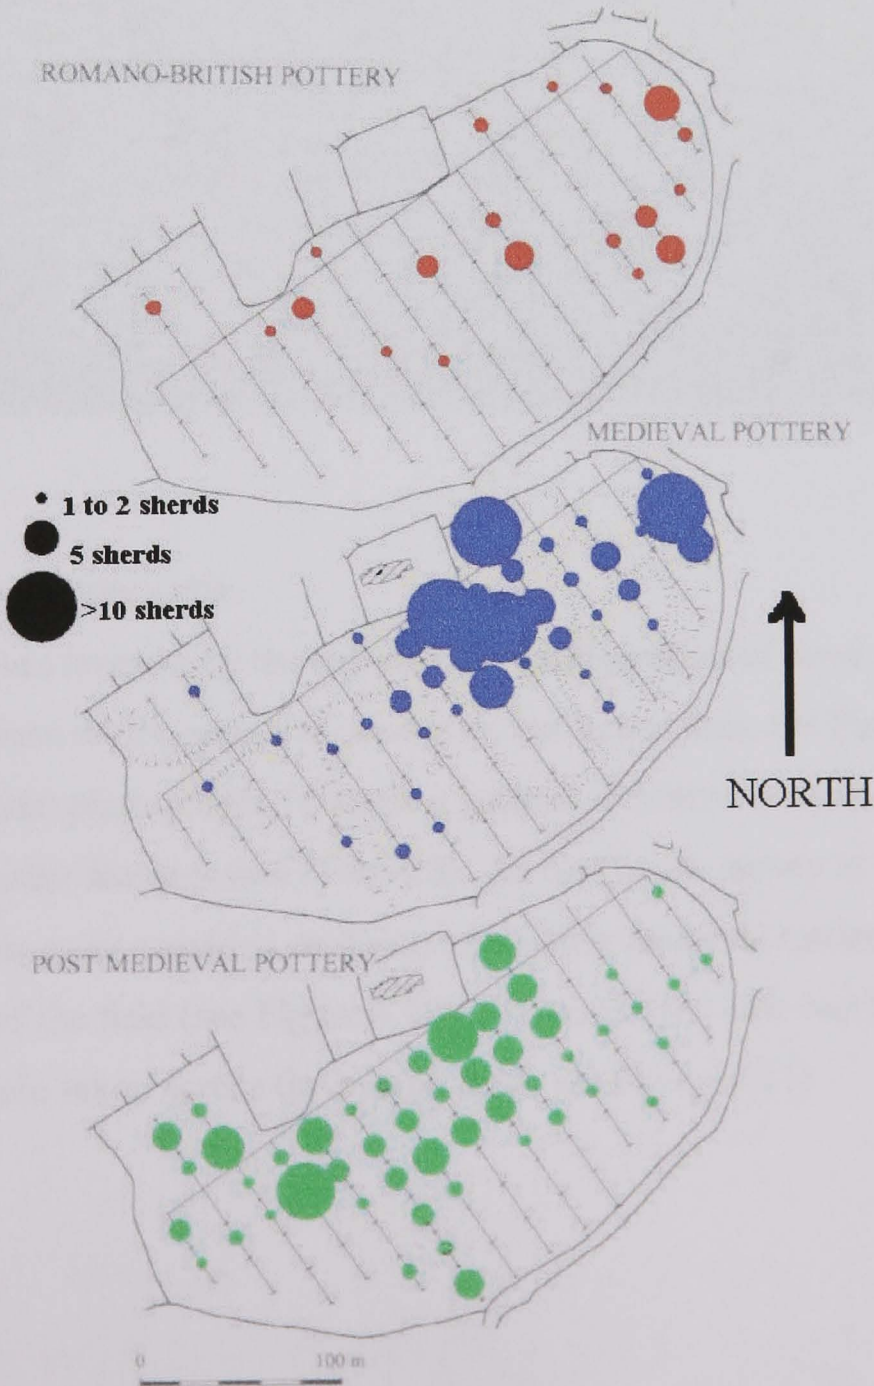 ROMANO-BRITISH POTTERY
MEDIEVAL POTTERY
1 to 2 sherds
5 sherds
>10 sherds
NORTH
POST MEDIEVAL POTTERY
0 100 m